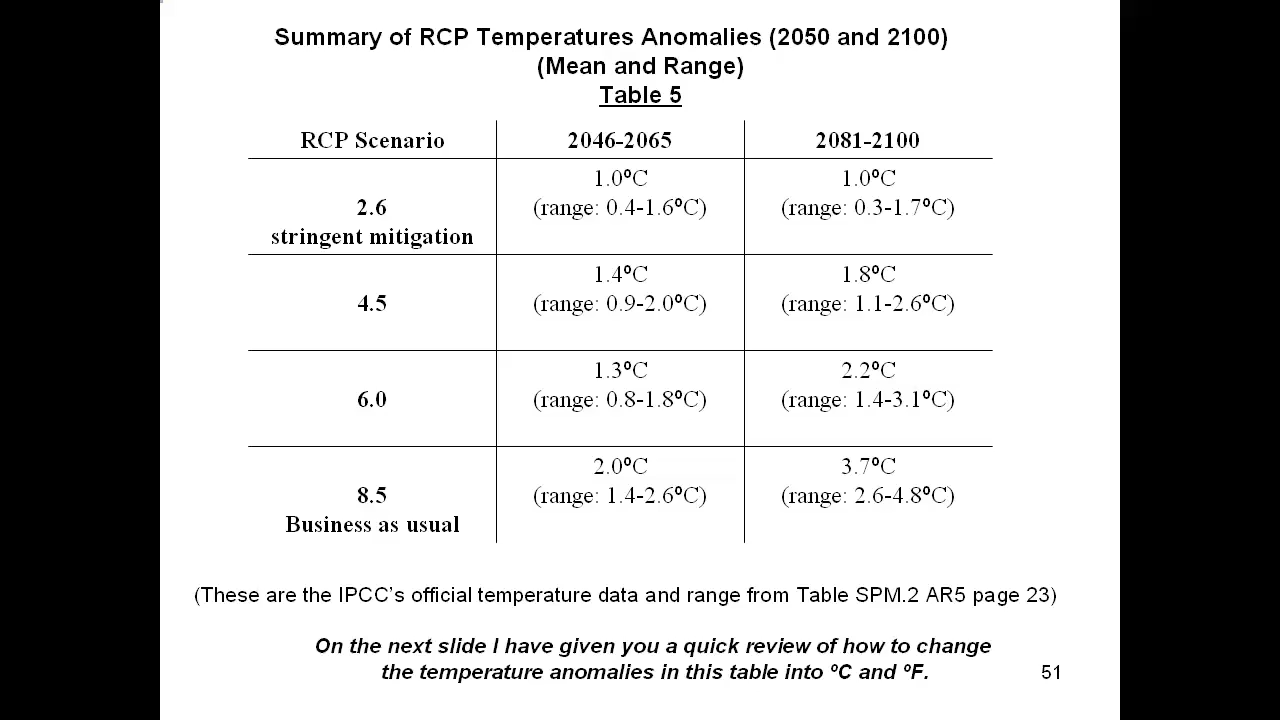 Summary of RCP Temperatures Anomalies (2050 and 2100)
(Mean and Range)
Table 5
RCP Scenario 2046-2065 2081-2100
1.0ºC 1.0ºC
2.6 (range: 0.4-1.6ºC) (range: 0.3-1.7ºC)
stringent mitigation
1.4ºC 1.8ºC
4.5 (range: 0.9-2.0ºC) (range: 1.1-2.6ºC)
1.3ºC 2.2ºC
6.0 (range: 0.8-1.8ºC) (range: 1.4-3.1ºC)
2.0ºC 3.7ºC
8.5 (range: 1.4-2.6ºC) (range: 2.6-4.8ºC)
Business as usual
(These are the IPCC's official temperature data and range from Table SPM.2 AR5 page 23)
On the next slide I have given you a quick review of how to change
the temperature anomalies in this table into ºC and ºF.
51